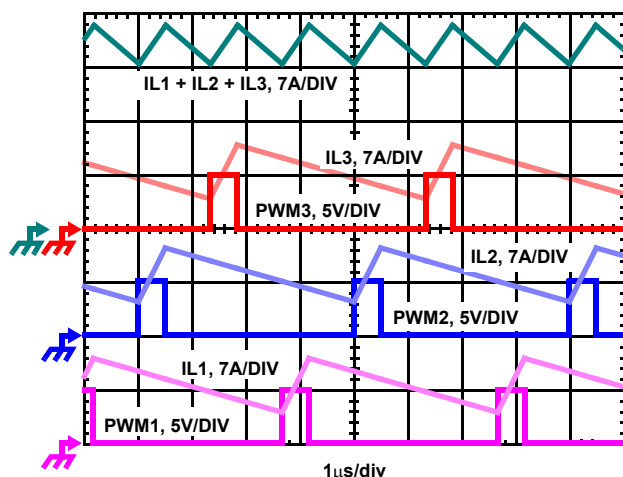 IL1 + IL2 + IL3, 7A/DIV
IL3, 7A/DIV
PWM3, 5V/DIV
IL2, 7A/DIV
PWM2, 5V/DIV
IL1, 7A/DIV
PWM1, 5V/DIV
1μs/div